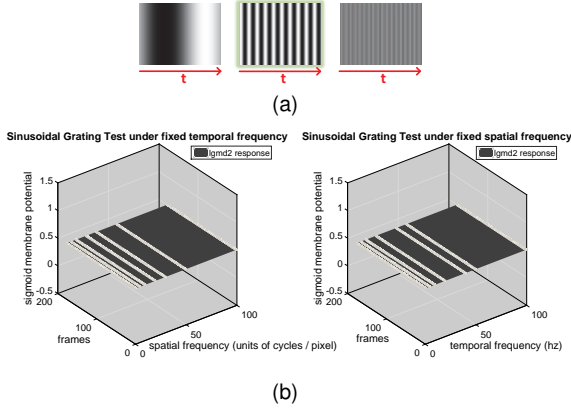 t
t
t
(a)
Sinusoidal Grating Test under fixed temporal frequency
lgmd2 response
sigmoid membrane potential
1.5
1
0.5
0
-0.5
200
100
0
frames
0
50
100
spatial frequency (units of cycles / pixel)
Sinusoidal Grating Test under fixed spatial frequency
lgmd2 response
sigmoid membrane potential
1.5
1
0.5
0
-0.5
200
100
0
frames
0
50
100
temporal frequency (hz)
(b)